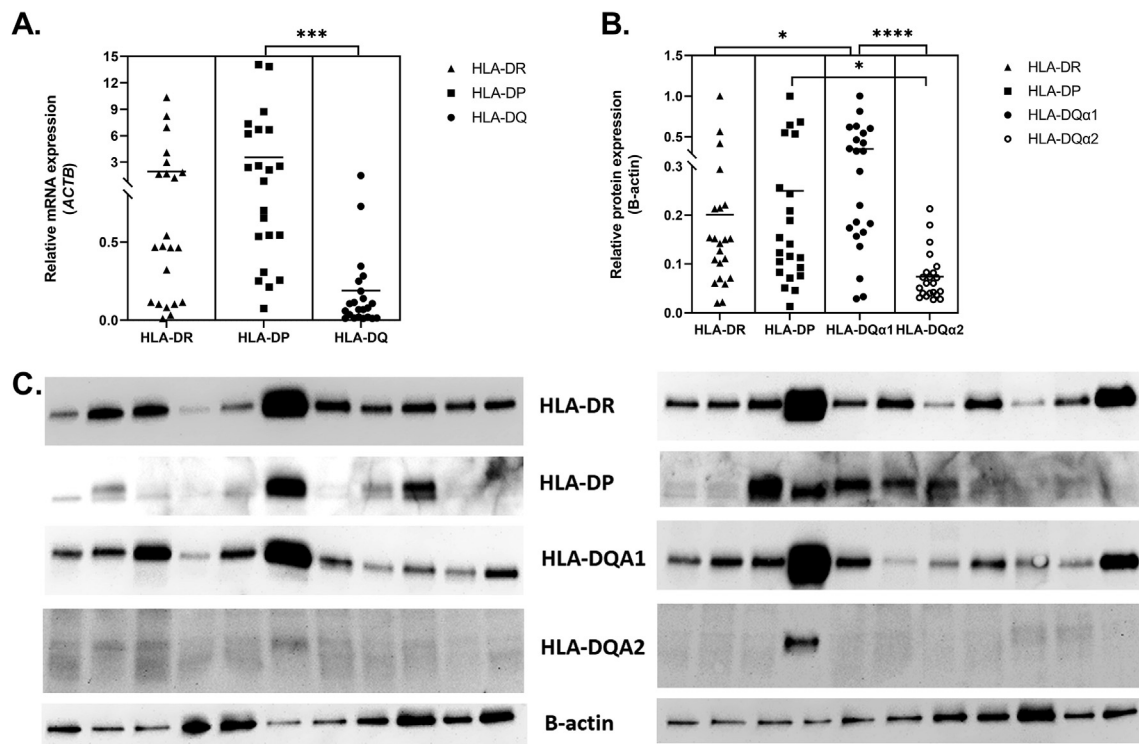 A.
***
15
12
9
6
3
0.5
0.0
Relative mRNA expression
(ACTB)
HLA-DR
HLA-DP
HLA-DQ
HLA-DR
HLA-DP
HLA-DQ
B.
*
****
*
1.5
1.0
0.5
0.3
0.2
0.1
0.0
Relative protein expression
(B-actin)
HLA-DR
HLA-DP
HLA-DQα1
HLA-DQα2
HLA-DR
HLA-DP
HLA-DQα1
HLA-DQα2
C.
HLA-DR
HLA-DP
HLA-DQA1
HLA-DQA2
B-actin